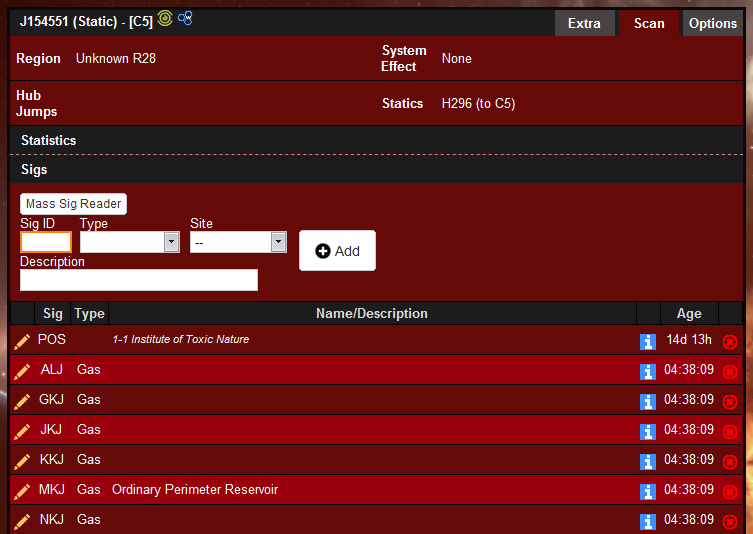 J154551 (Static) - [C5] W Extra Scan Options
Region Unknown R28 System Effect None
Hub Jumps Statics H296 (to C5)
Statistics
Sigs
Mass Sig Reader
Sig ID Type Site
-- Add
Description
Sig Type Name/Description Age
POS 1-1 Institute of Toxic Nature i 14d 13h
ALJ Gas i 04:38:09
GKJ Gas i 04:38:09
JKJ Gas i 04:38:09
KKJ Gas i 04:38:09
MKJ Gas Ordinary Perimeter Reservoir i 04:38:09
NKJ Gas i 04:38:09